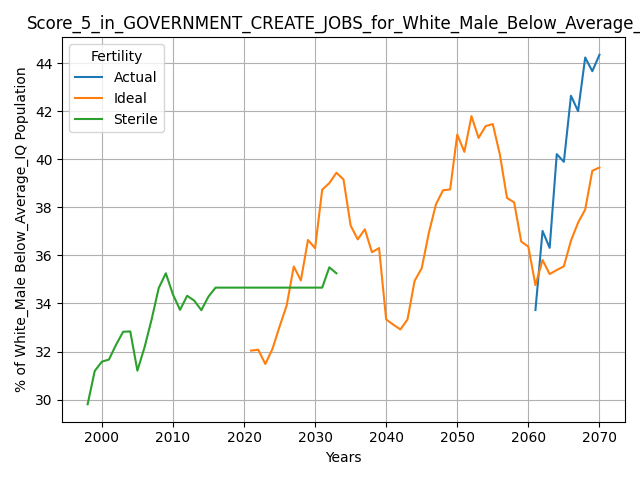 Score_5_in_GOVERNMENT_CREATE_JOBS_for_White_Male_Below_Average_
Fertility
Actual
Ideal
Sterile
% of White_Male Below_Average_IQ Population
44
42
40
38
36
34
32
30
2000
2010
2020
2030
2040
2050
2060
2070
Years